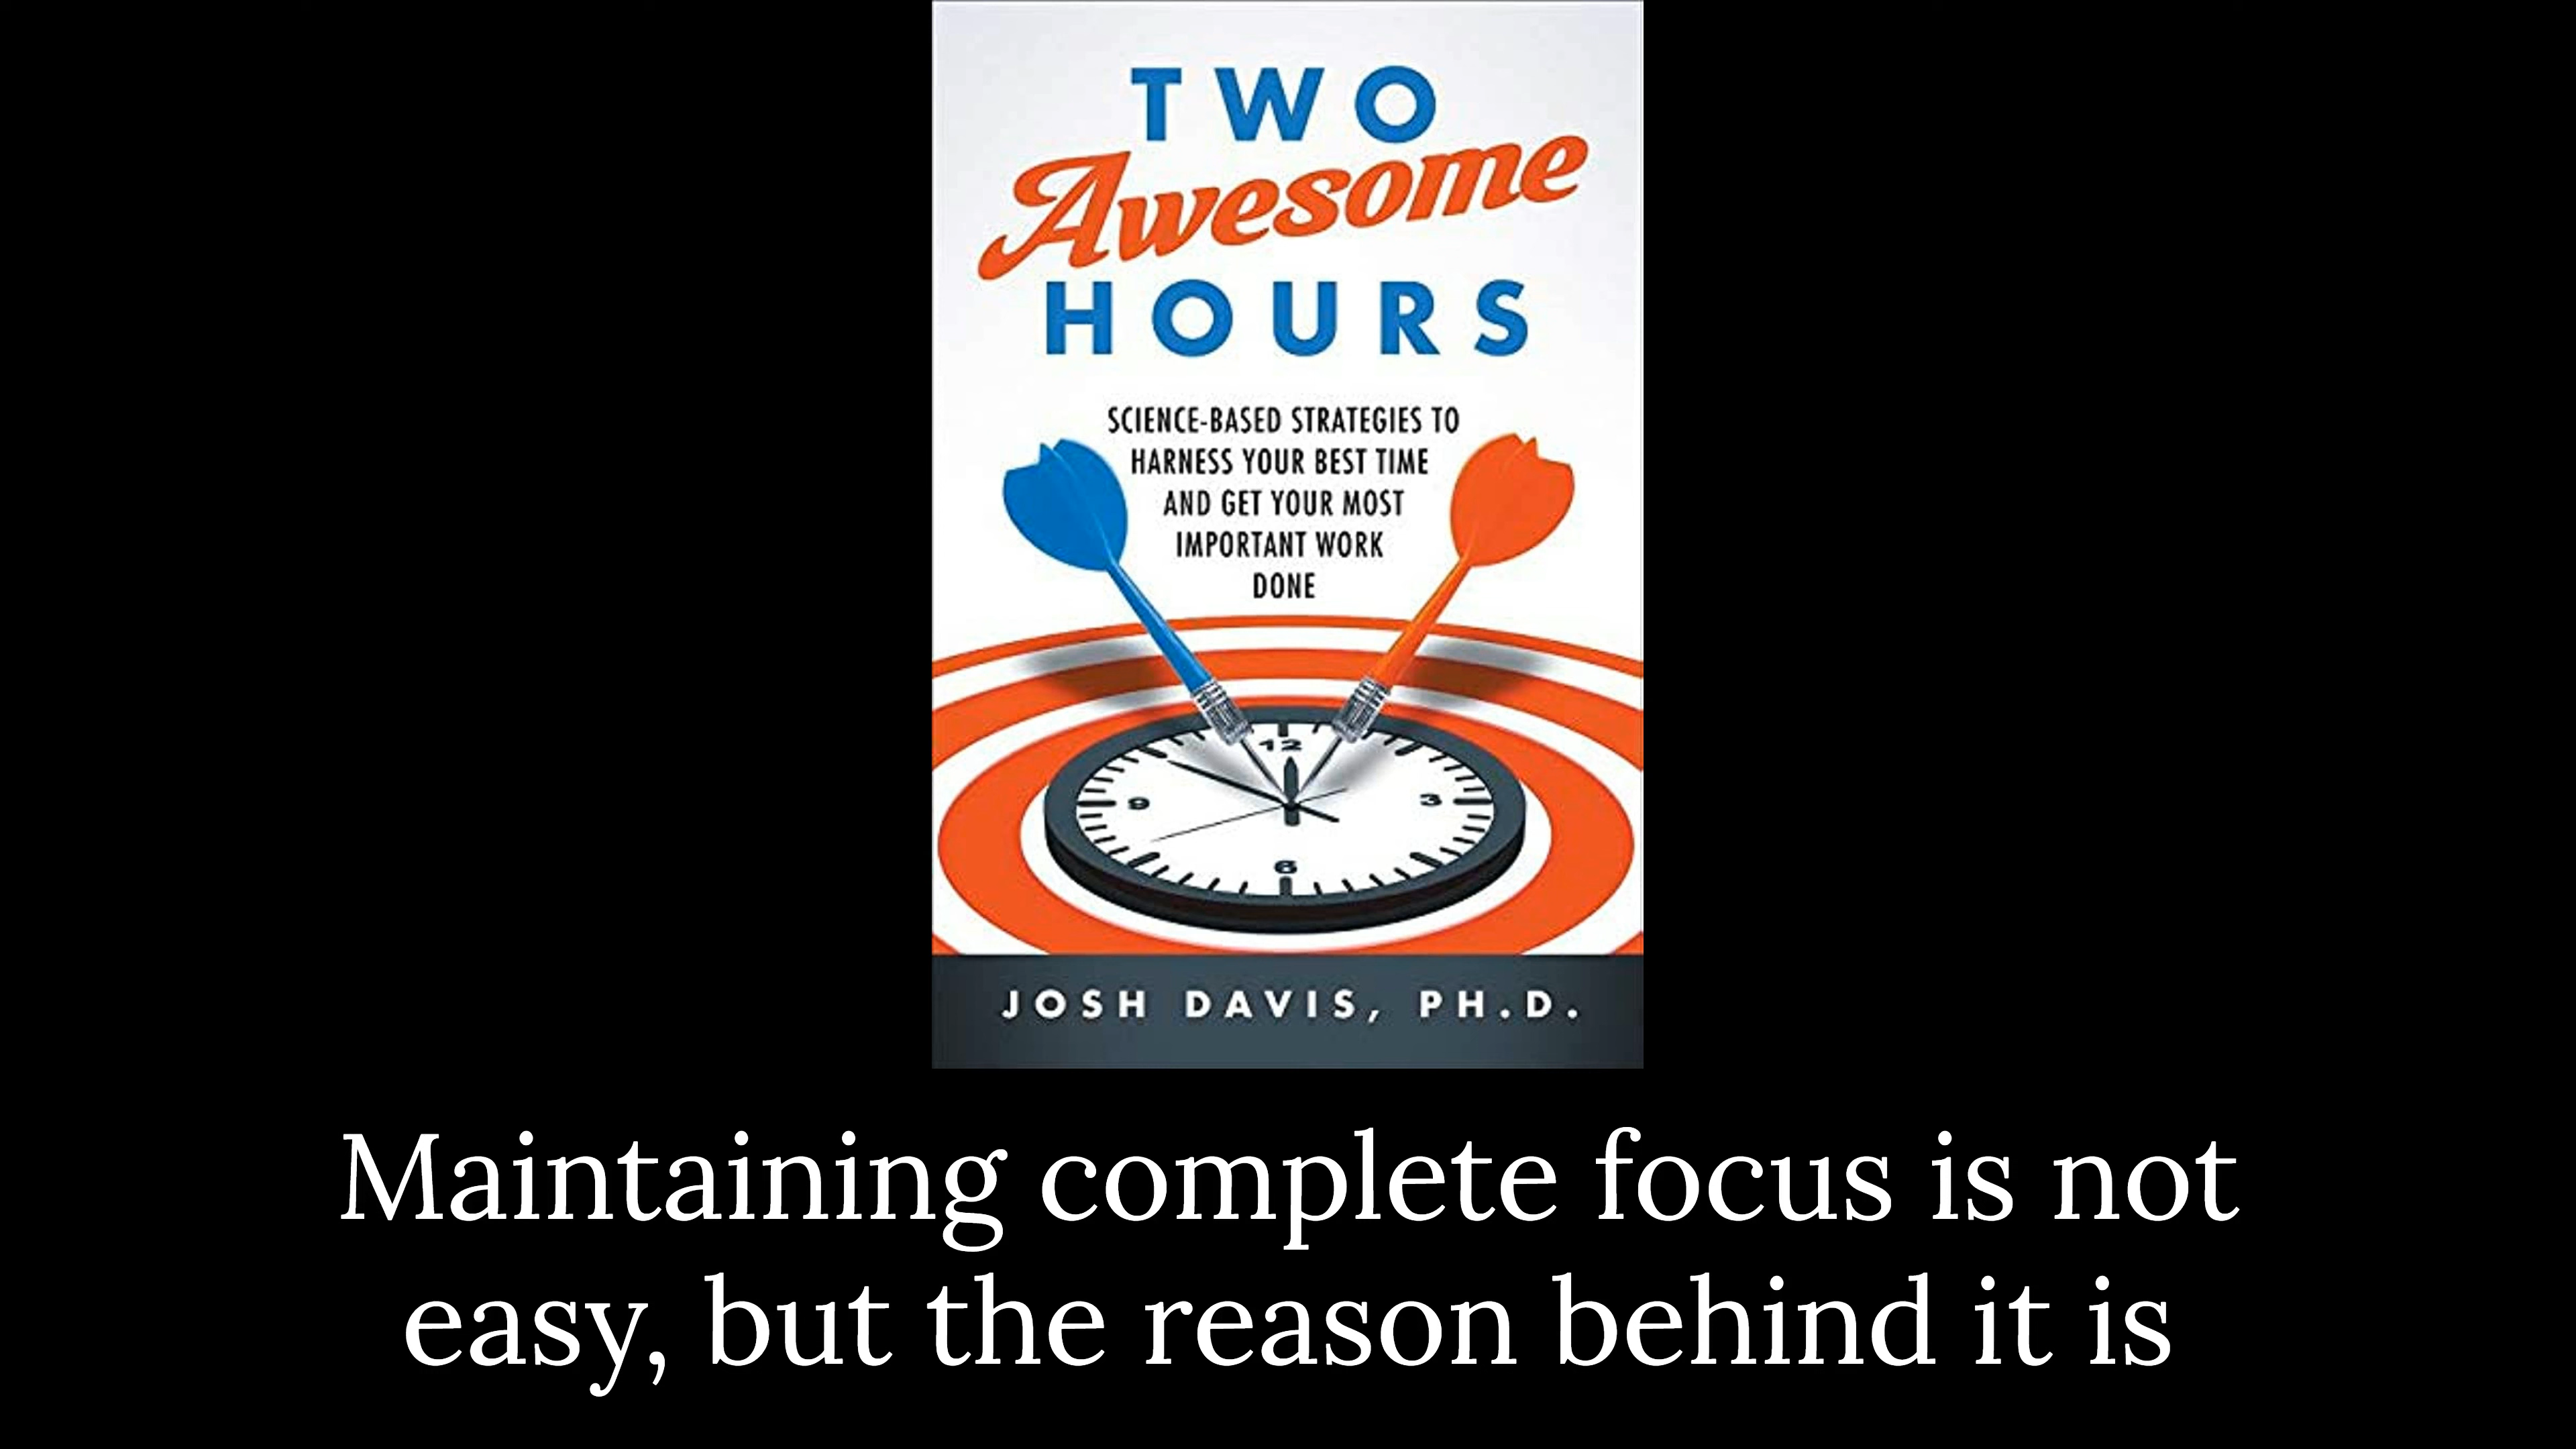 TWO
Awesome
HOURS
SCIENCE-BASED STRATEGIES TO
HARNESS YOUR BEST TIME
AND GET YOUR MOST
IMPORTANT WORK
DONE
12
9
3
6
JOSH DAVIS, PH.D.
Maintaining complete focus is not
easy, but the reason behind it is